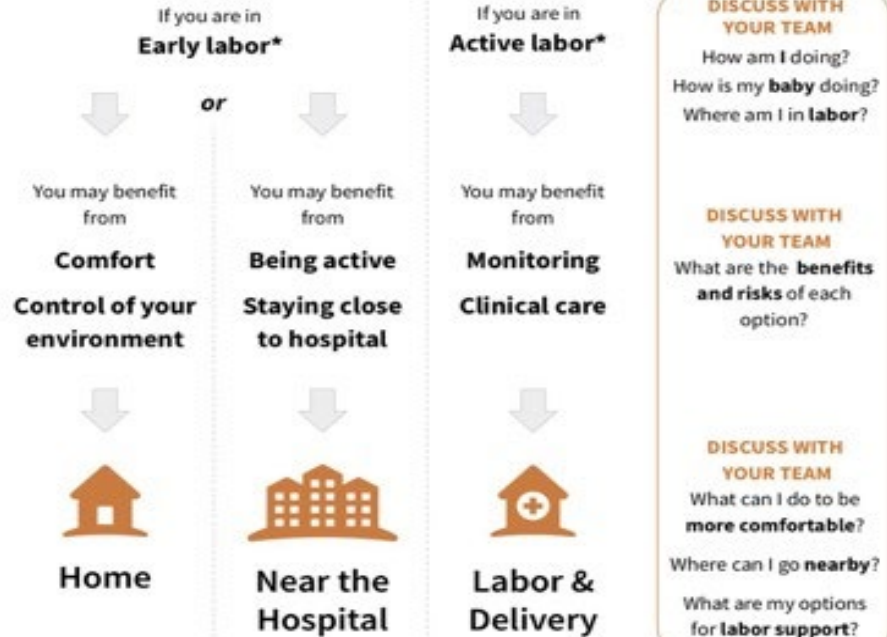 If you are in
Early labor*
or
You may benefit
from
Comfort
Control of your
environment
Home
You may benefit
from
Being active
Staying close
to hospital
Near the
Hospital
If you are in
Active labor*
You may benefit
from
Monitoring
Clinical care
Labor &
Delivery
DISCUSS WITH
YOUR TEAM
How am I doing?
How is my baby doing?
Where am I in labor?
DISCUSS WITH
YOUR TEAM
What are the benefits
and risks of each
option?
DISCUSS WITH
YOUR TEAM
What can I do to be
more comfortable?
Where can I go nearby?
What are my options
for labor support?